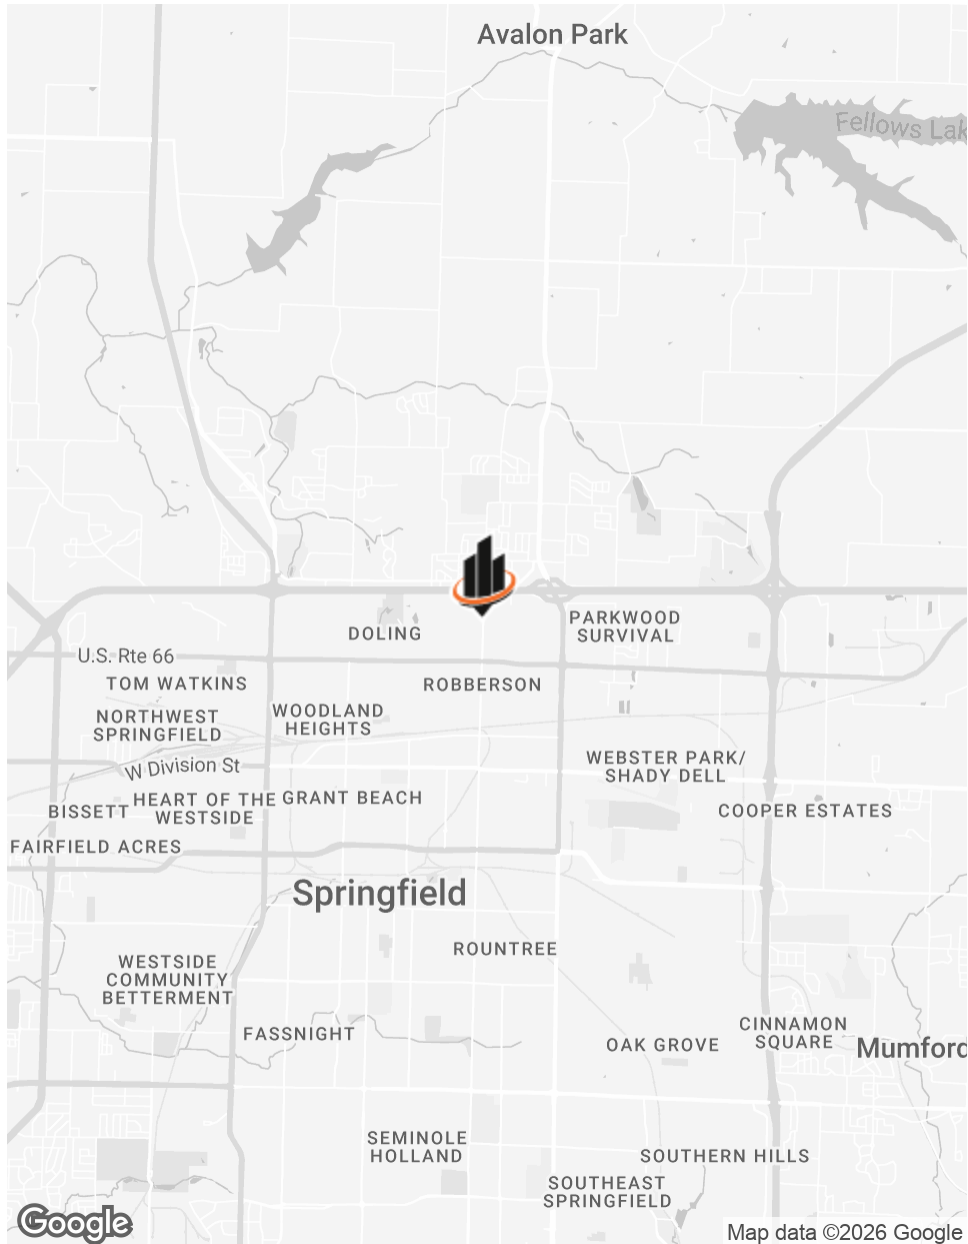 Avalon Park
Fellows Lak
PARKWOOD
SURVIVAL
DOLING
U.S. Rte 66
TOM WATKINS
ROBBERSON
NORTHWEST
SPRINGFIELD
WOODLAND
HEIGHTS
W Division St
WEBSTER PARK/
SHADY DELL
HEART OF THE
WESTSIDE
GRANT BEACH
BISSETT
COOPER ESTATES
FAIRFIELD ACRES
Springfield
ROUNTREE
WESTSIDE
COMMUNITY
BETTERMENT
FASSNIGHT
CINNAMON
SQUARE
OAK GROVE
Mumford
SEMINOLE
HOLLAND
SOUTHERN HILLS
SOUTHEAST
SPRINGFIELD
Google
Map data ©2026 Google